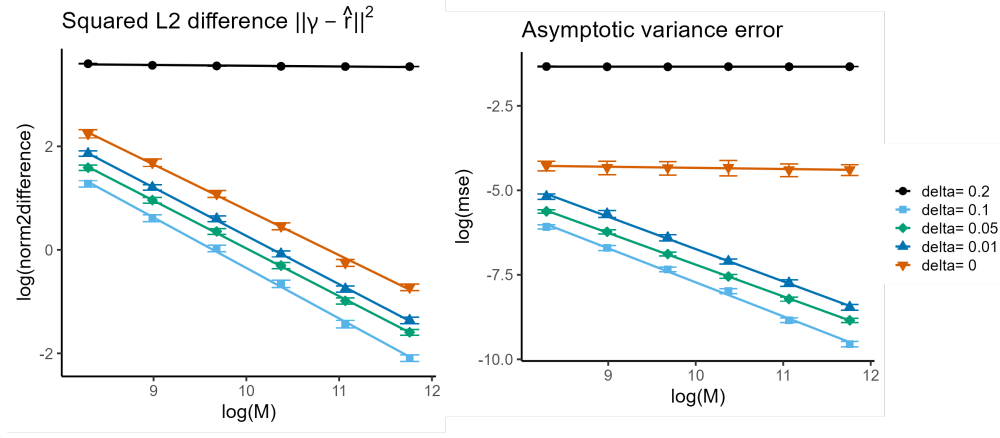 Squared L2 difference ||γ − r̂||²
log(norm2difference)
2
0
-2
9
10
11
12
log(M)
Asymptotic variance error
log(mse)
-2.5
-5.0
-7.5
-10.0
9
10
11
12
log(M)
delta= 0.2
delta= 0.1
delta= 0.05
delta= 0.01
delta= 0